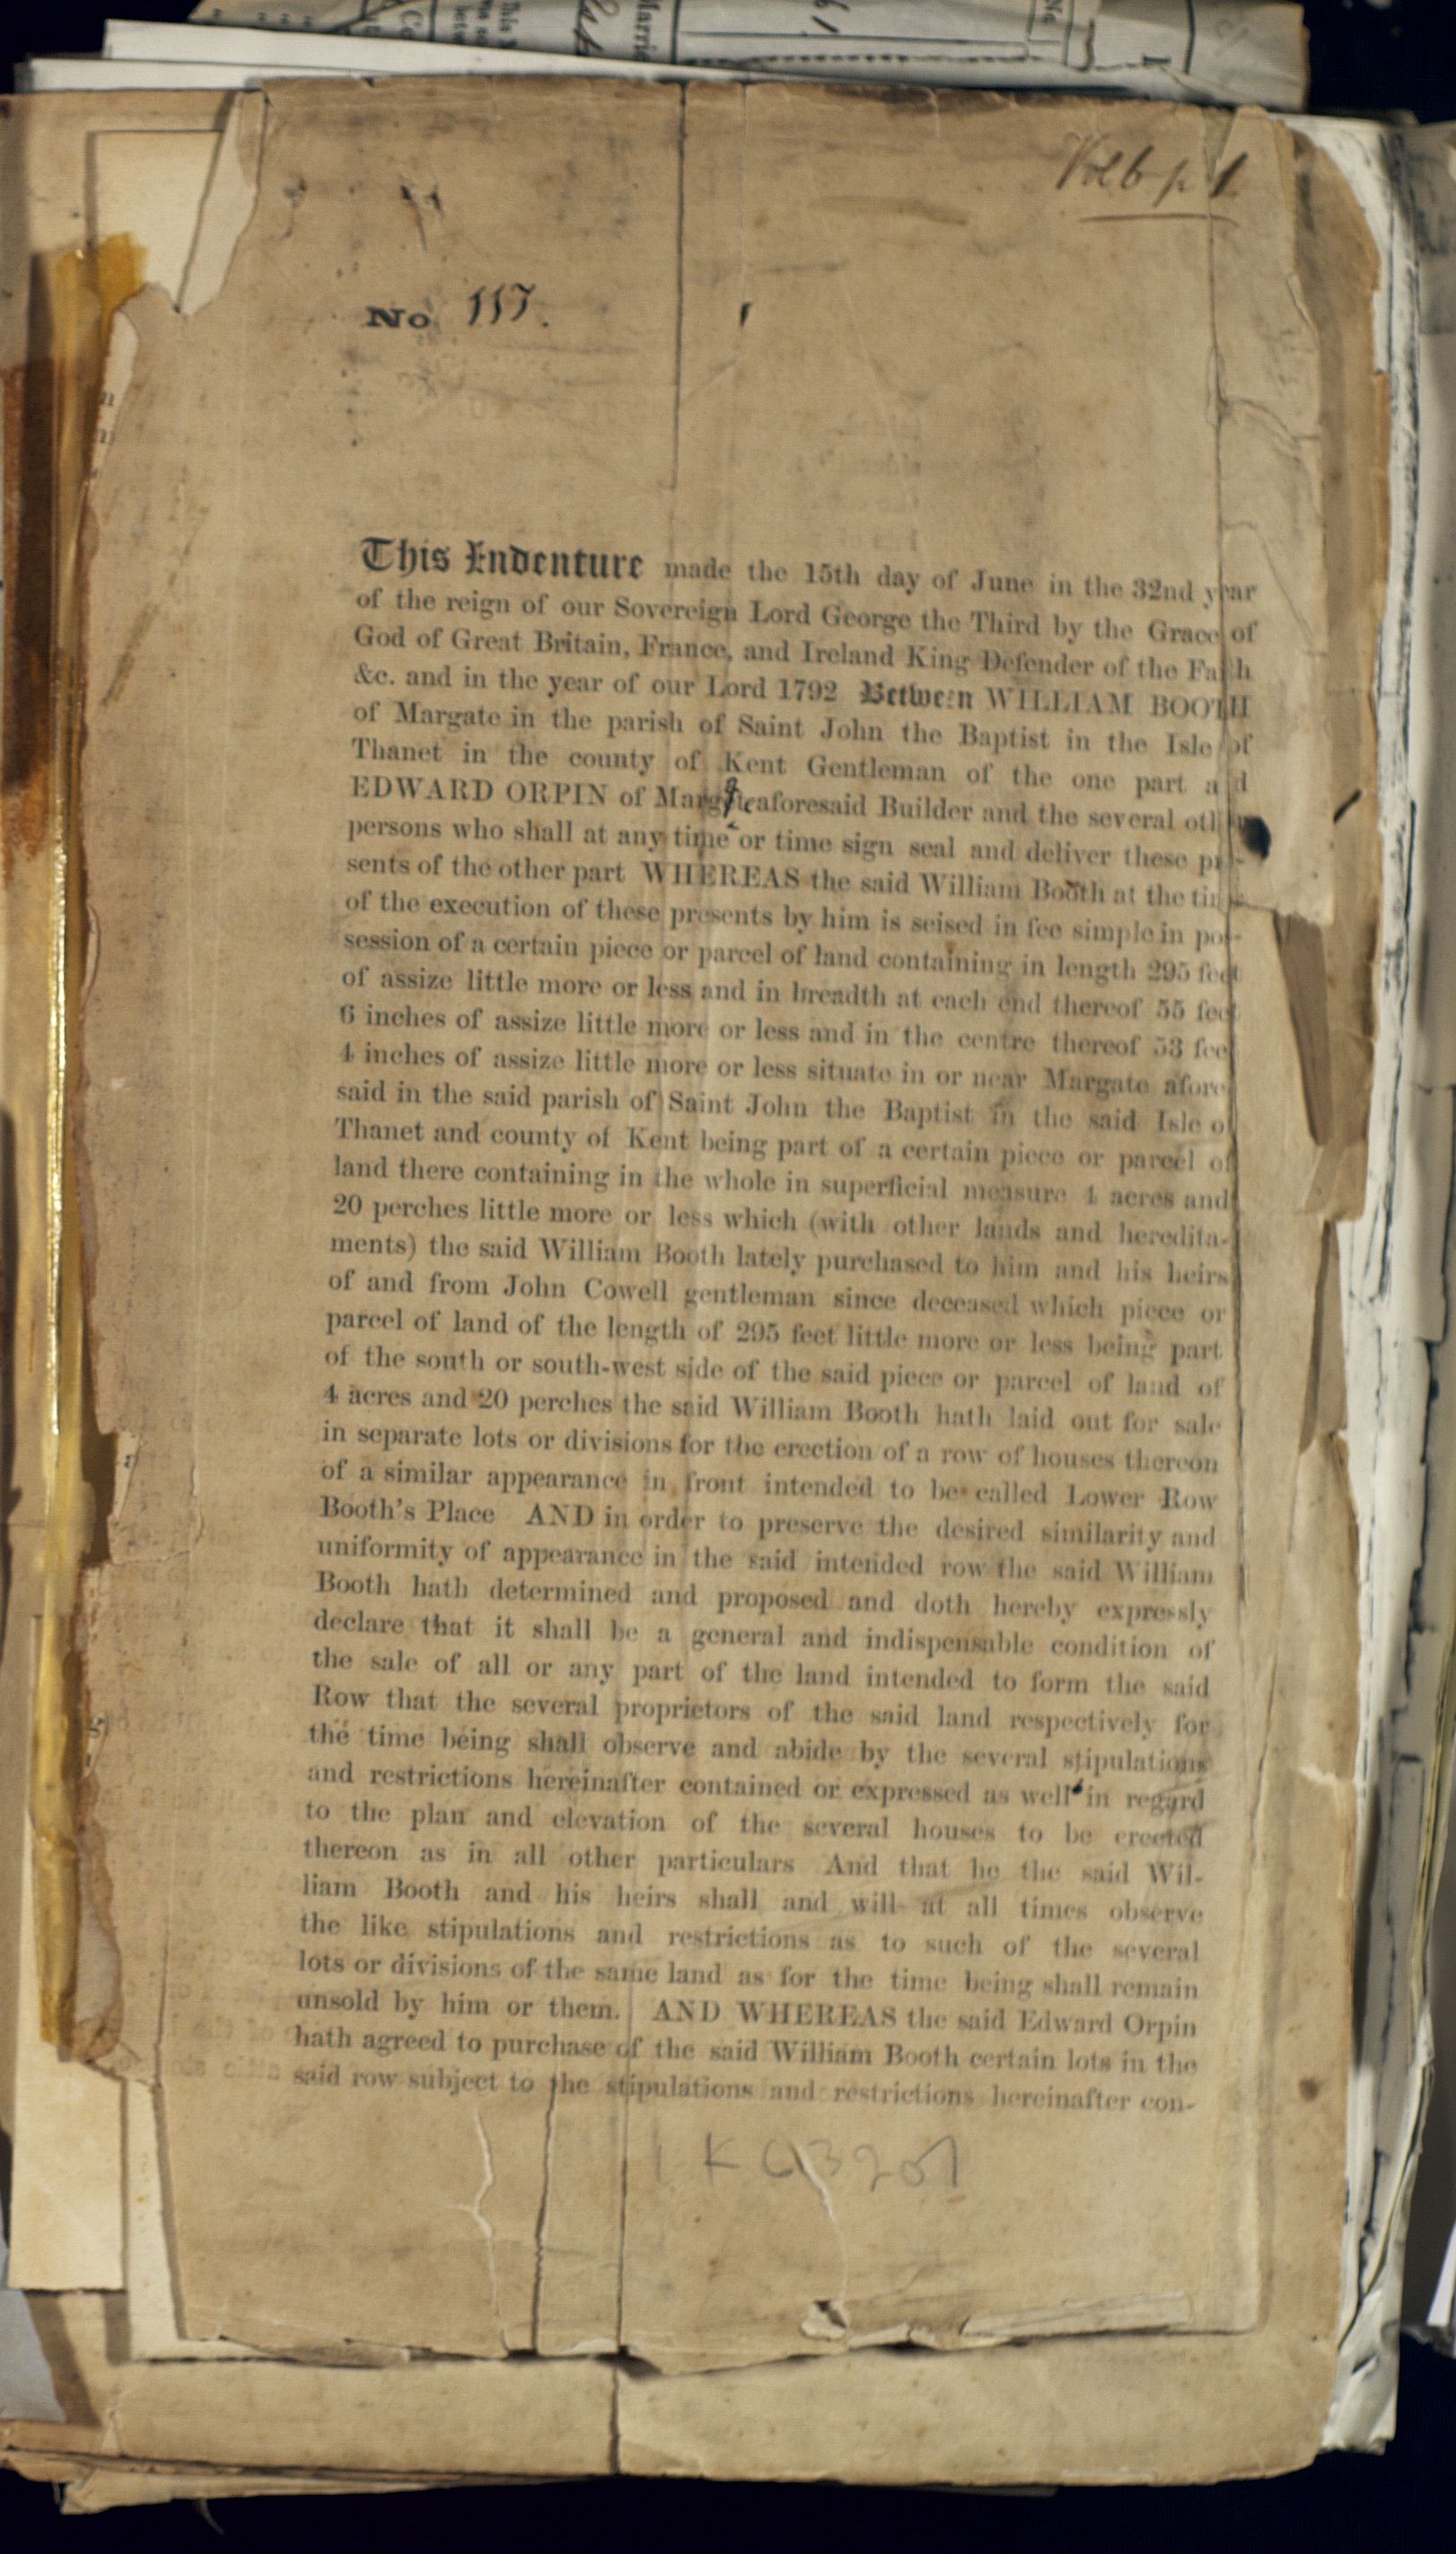 Vol 6 p. 1
No 117.
This Indenture made the 15th day of June in the 32nd year
of the reign of our Sovereign Lord George the Third by the Grace of
God of Great Britain, France, and Ireland King Defender of the Faith
&c. and in the year of our Lord 1792 Between WILLIAM BOOTH
of Margate in the parish of Saint John the Baptist in the Isle of
Thanet in the county of Kent Gentleman of the one part and
EDWARD ORPIN of Margate aforesaid Builder and the several other
persons who shall at any time or time sign seal and deliver these pre-
sents of the other part WHEREAS the said William Booth at the time
of the execution of these presents by him is seised in fee simple in pos-
session of a certain piece or parcel of land containing in length 295 feet
of assize little more or less and in breadth at each end thereof 55 feet
6 inches of assize little more or less and in the centre thereof 53 feet
4 inches of assize little more or less situate in or near Margate afore
said in the said parish of Saint John the Baptist in the said Isle of
Thanet and county of Kent being part of a certain piece or parcel of
land there containing in the whole in superficial measure 4 acres and
20 perches little more or less which (with other lands and heredita-
ments) the said William Booth lately purchased to him and his heirs
of and from John Cowell gentleman since deceased which piece or
parcel of land of the length of 295 feet little more or less being part
of the south or south-west side of the said piece or parcel of land of
4 acres and 20 perches the said William Booth hath laid out for sale
in separate lots or divisions for the erection of a row of houses thereon
of a similar appearance in front intended to be called Lower Row
Booth's Place AND in order to preserve the desired similarity and
uniformity of appearance in the said intended row the said William
Booth hath determined and proposed and doth hereby expressly
declare that it shall be a general and indispensable condition of
the sale of all or any part of the land intended to form the said
Row that the several proprietors of the said land respectively for
the time being shall observe and abide by the several stipulations
and restrictions hereinafter contained or expressed as well in regard
to the plan and elevation of the several houses to be erected
thereon as in all other particulars And that he the said Wil-
liam Booth and his heirs shall and will at all times observe
the like stipulations and restrictions as to such of the several
lots or divisions of the same land as for the time being shall remain
unsold by him or them. AND WHEREAS the said Edward Orpin
hath agreed to purchase of the said William Booth certain lots in the
said row subject to the stipulations and restrictions hereinafter con-